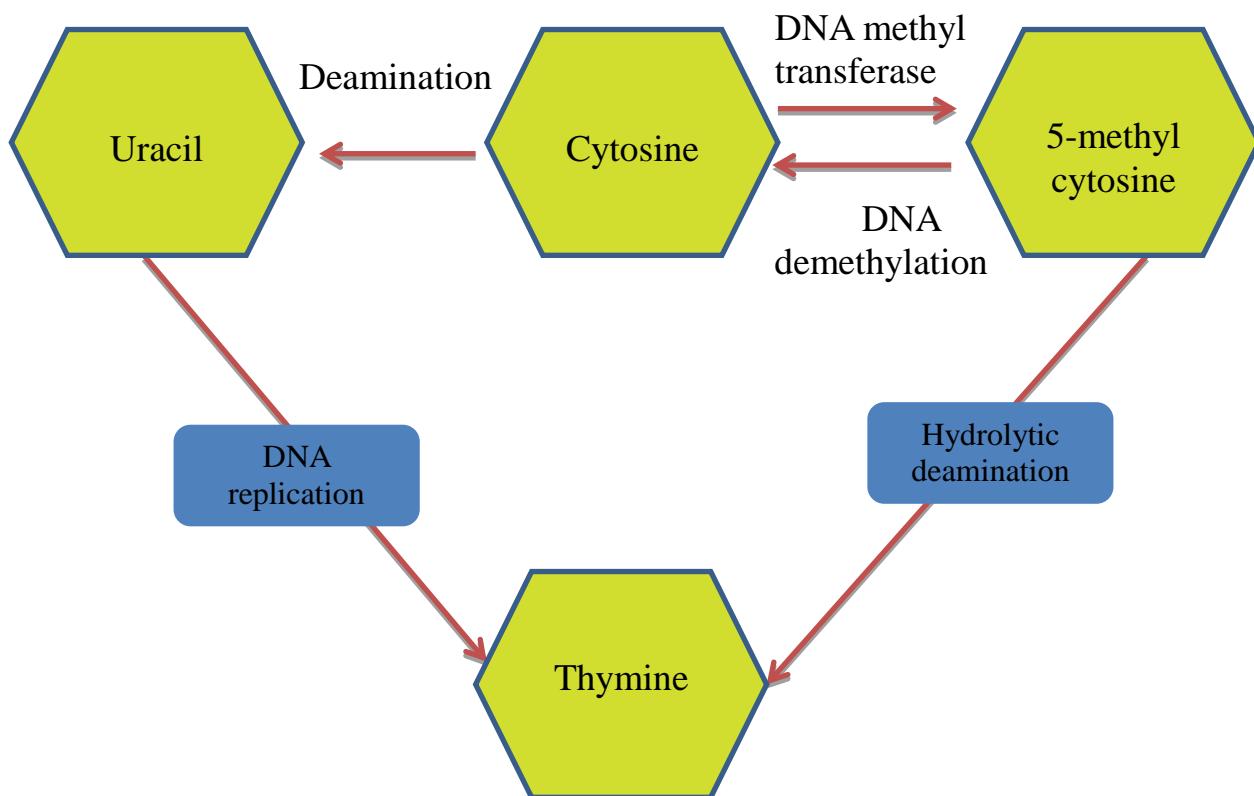 DNA methyl
transferase
Deamination
Uracil
Cytosine
5-methyl
cytosine
DNA
demethylation
DNA
replication
Hydrolytic
deamination
Thymine